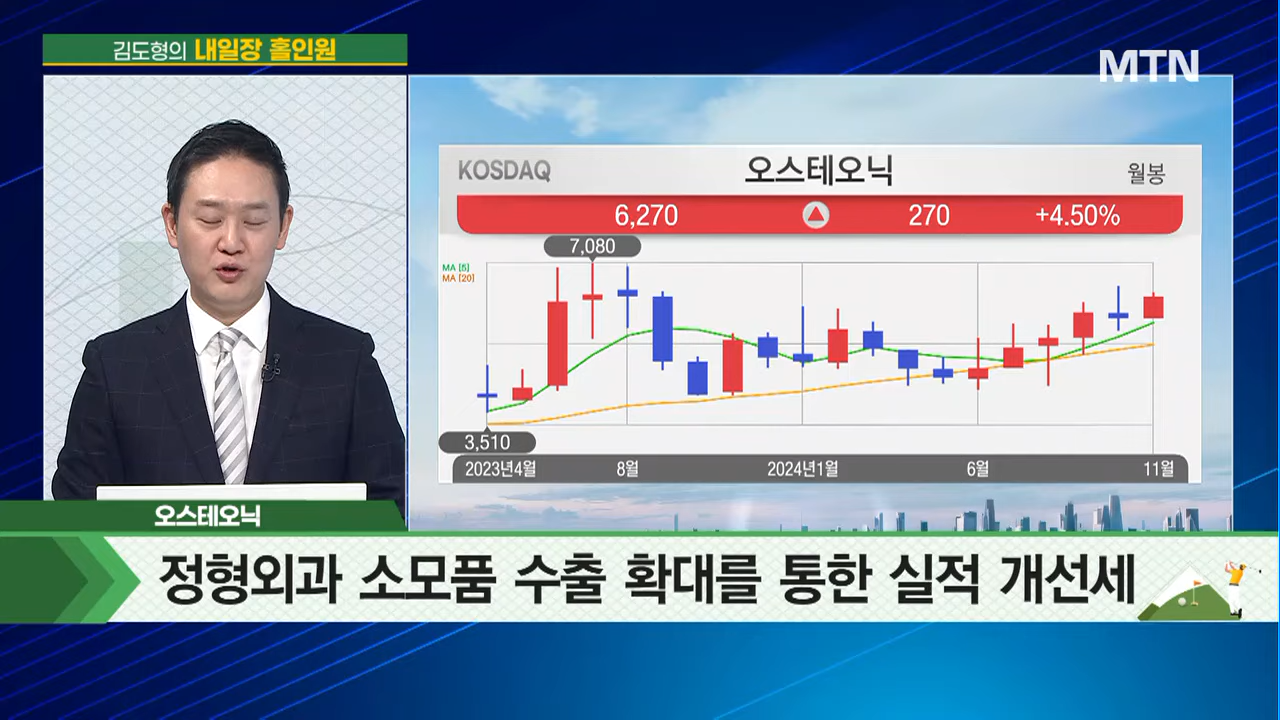 김도형의 내일장 홀인원
MTN
KOSDAQ 오스테오닉 월봉
6,270 270 +4.50%
7,080
MA [5]
MA [20]
3,510
2023년4월 8월 2024년1월 6월 11월
오스테오닉
정형외과 소모품 수출 확대를 통한 실적 개선세